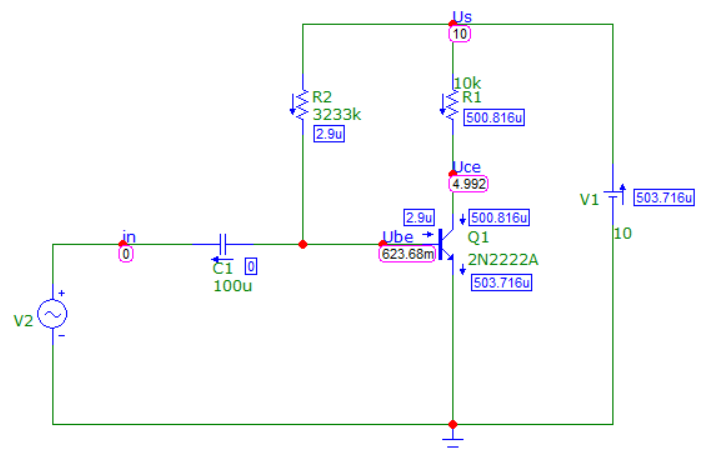 Us
10
10k
R1
500.816u
R2
3233k
2.9u
Uce
4.992
V1
503.716u
10
in
0
C1
0
100u
Ube
623.68m
2.9u
500.816u
Q1
2N2222A
503.716u
V2
+
-